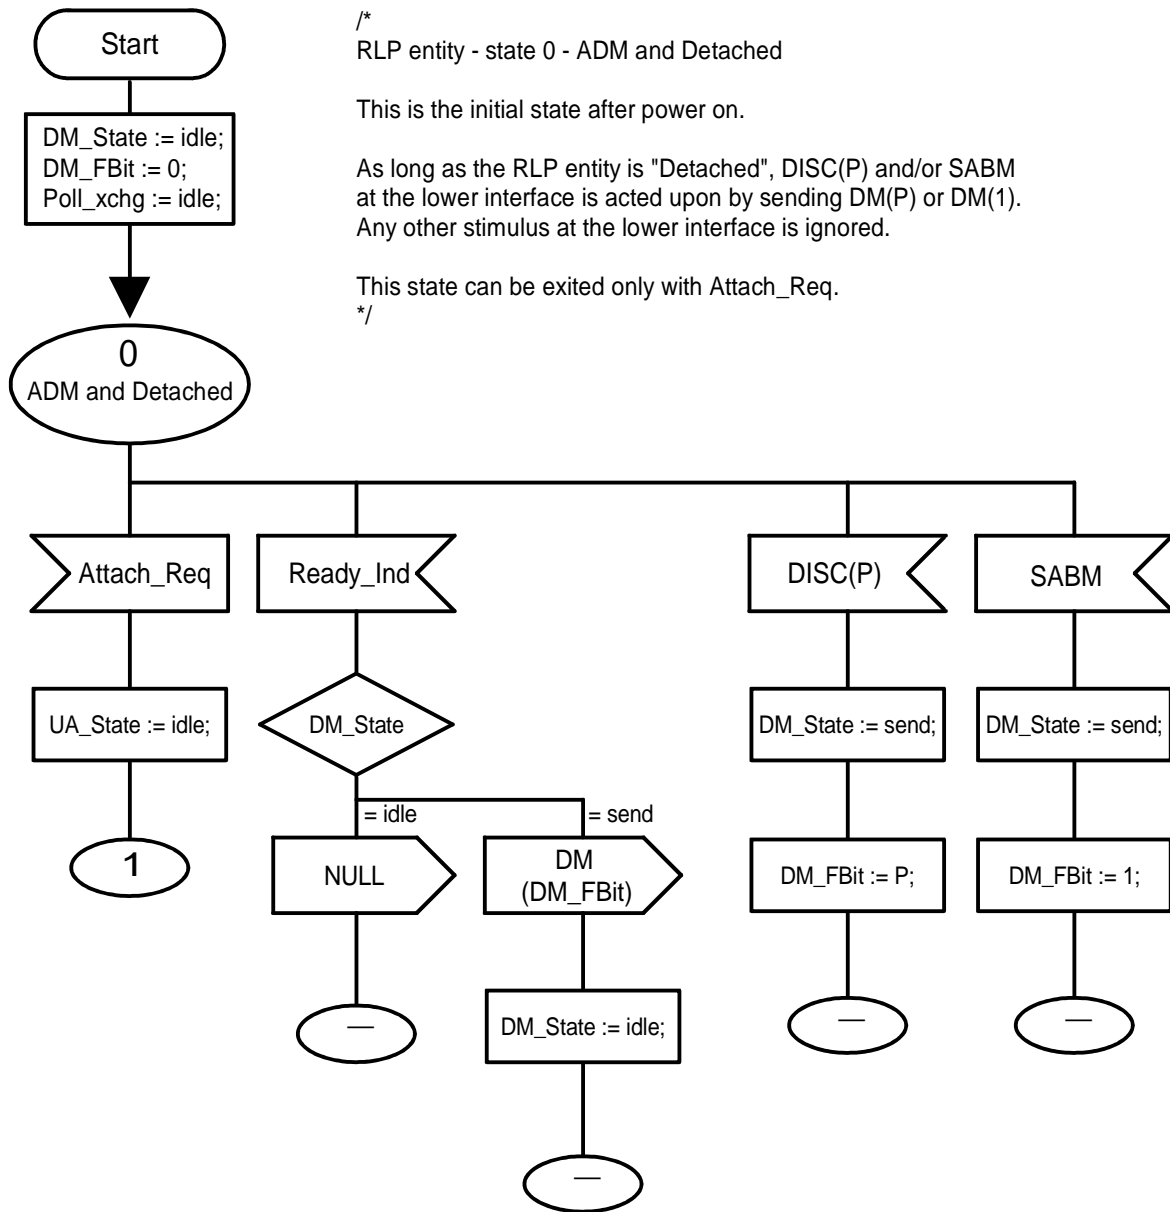 Start
/*
RLP entity - state 0 - ADM and Detached
This is the initial state after power on.
As long as the RLP entity is "Detached", DISC(P) and/or SABM
at the lower interface is acted upon by sending DM(P) or DM(1).
Any other stimulus at the lower interface is ignored.
This state can be exited only with Attach_Req.
*/
DM_State := idle;
DM_FBit := 0;
Poll_xchg := idle;
0
ADM and Detached
Attach_Req
Ready_Ind
DISC(P)
SABM
UA_State := idle;
DM_State
DM_State := send;
DM_State := send;
= idle
= send
1
NULL
DM
(DM_FBit)
DM_FBit := P;
DM_FBit := 1;
—
DM_State := idle;
—
—
—